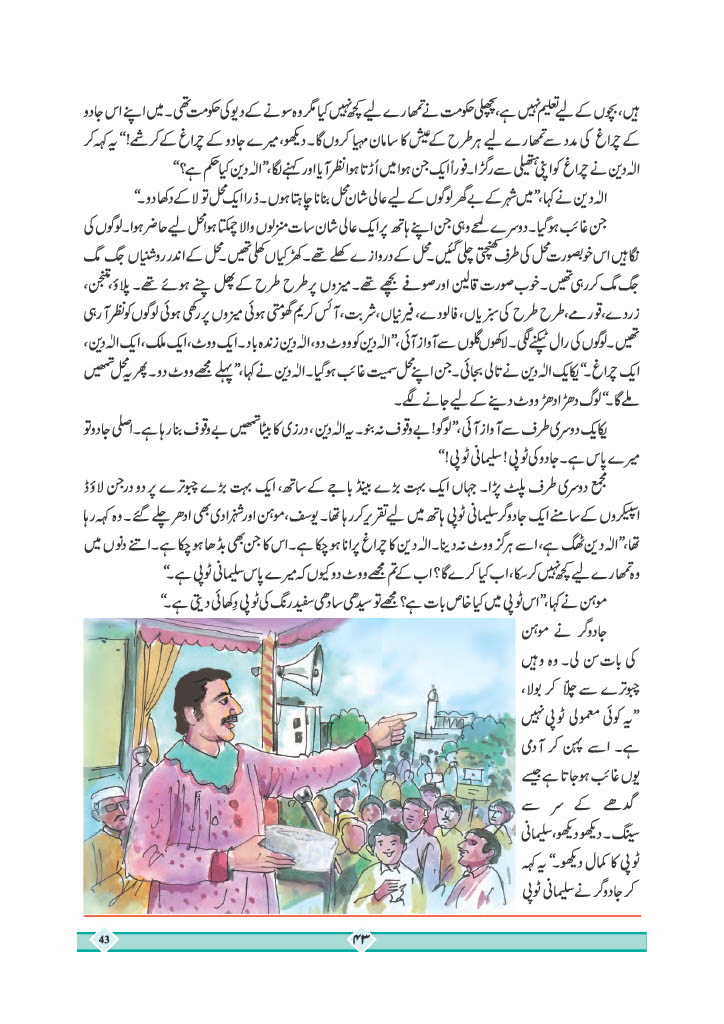 ہیں، بچوں کے لیے تعلیم نہیں ہے، پچھلی حکومت نے تمھارے لیے کچھ نہیں کیا مگر وہ سونے کے دیو کی حکومت تھی۔ میں اپنے اس جادو
کے چراغ کی مدد سے تمھارے لیے ہر طرح کے عیش کا سامان مہیا کروں گا۔ دیکھو، میرے جادو کے چراغ کے کرشمے!“ یہ کہہ کر
الٰہ دین نے چراغ کو اپنی ہتھیلی سے رگڑا۔ فوراً ایک جن ہوا میں اُڑتا ہوا نظر آیا اور کہنے لگا، ”الٰہ دین کیا حکم ہے؟“
الٰہ دین نے کہا، ”میں شہر کے بے گھر لوگوں کے لیے عالی شان محل بنانا چاہتا ہوں۔ ذرا ایک محل تو لا کے دکھا دو۔“
جن غائب ہو گیا۔ دوسرے لمحے وہی جن اپنے ہاتھ پر ایک عالی شان سات منزلوں والا چمکتا ہوا محل لیے حاضر ہوا۔ لوگوں کی
نگاہیں اس خوبصورت محل کی طرف کھنچتی چلی گئیں۔ محل کے دروازے کھلے تھے۔ کھڑکیاں کھلی تھیں۔ محل کے اندر روشنیاں جگ مگ
جگ مگ کر رہی تھیں۔ خوب صورت قالین اور صوفے بچھے تھے۔ میزوں پر طرح طرح کے پھل چنے ہوئے تھے۔ پلاؤ، متنجن،
زردے، قورمے، طرح طرح کی سبزیاں، فالودے، فیرنیاں، شربت، آئس کریم گھومتی ہوئی میزوں پر رکھی ہوئی لوگوں کو نظر آ رہی
تھیں۔ لوگوں کی رال ٹپکنے لگی۔ لاکھوں گلوں سے آواز آئی، ”الٰہ دین کو ووٹ دو، الٰہ دین زندہ باد۔ ایک ووٹ، ایک ملک، ایک الٰہ دین،
ایک چراغ۔“ یکایک الٰہ دین نے تالی بجائی۔ جن اپنے محل سمیت غائب ہو گیا۔ الٰہ دین نے کہا، ”پہلے مجھے ووٹ دو۔ پھر یہ محل تمھیں
ملے گا۔“ لوگ دھڑا دھڑ ووٹ دینے کے لیے جانے لگے۔
یکایک دوسری طرف سے آواز آئی، ”لوگو! بے وقوف نہ بنو۔ یہ الٰہ دین، درزی کا بیٹا تمھیں بے وقوف بنا رہا ہے۔ اصلی جادو تو
میرے پاس ہے۔ جادو کی ٹوپی! سلیمانی ٹوپی!“
مجمع دوسری طرف پلٹ پڑا۔ جہاں ایک بہت بڑے بینڈ باجے کے ساتھ، ایک بہت بڑے چبوترے پر دو درجن لاؤڈ
اسپیکروں کے سامنے ایک جادوگر سلیمانی ٹوپی ہاتھ میں لیے تقریر کر رہا تھا۔ یوسف، موہن اور شہزادی بھی ادھر چلے گئے۔ وہ کہہ رہا
تھا، ”الٰہ دین ٹھگ ہے، اسے ہرگز ووٹ نہ دینا۔ الٰہ دین کا چراغ پرانا ہو چکا ہے۔ اس کا جن بھی بڈھا ہو چکا ہے۔ اتنے دنوں میں
وہ تمھارے لیے کچھ نہیں کر سکا، اب کیا کرے گا؟ اب کے تم مجھے ووٹ دو کیوں کہ میرے پاس سلیمانی ٹوپی ہے۔“
موہن نے کہا، ”اس ٹوپی میں کیا خاص بات ہے؟ مجھے تو سیدھی سادھی سفید رنگ کی ٹوپی دِکھائی دیتی ہے۔“
جادوگر نے موہن
کی بات سن لی۔ وہ وہیں
چبوترے سے چلّا کر بولا،
”یہ کوئی معمولی ٹوپی نہیں
ہے۔ اسے پہن کر آدمی
یوں غائب ہو جاتا ہے جیسے
گدھے کے سر سے
سینگ۔ دیکھو دیکھو، سلیمانی
ٹوپی کا کمال دیکھو۔“ یہ کہہ
کر جادوگر نے سلیمانی ٹوپی
43
۴۳